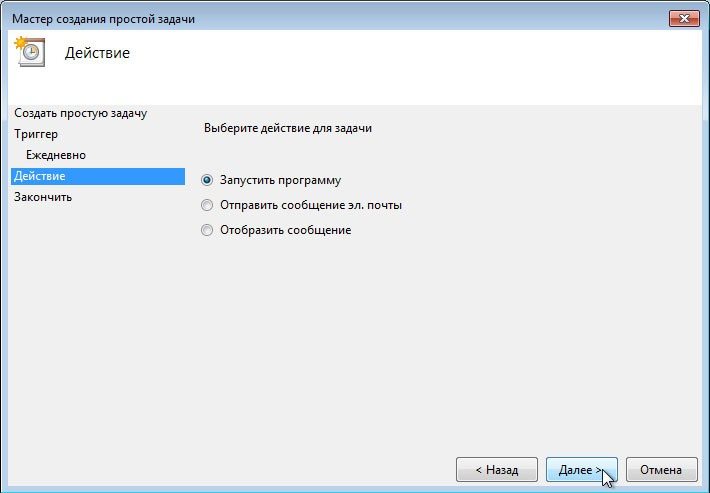 Мастер создания простой задачи
Действие
Создать простую задачу
Триггер
Ежедневно
Действие
Закончить
Выберите действие для задачи
Запустить программу
Отправить сообщение эл. почты
Отобразить сообщение
< Назад
Далее >
Отмена